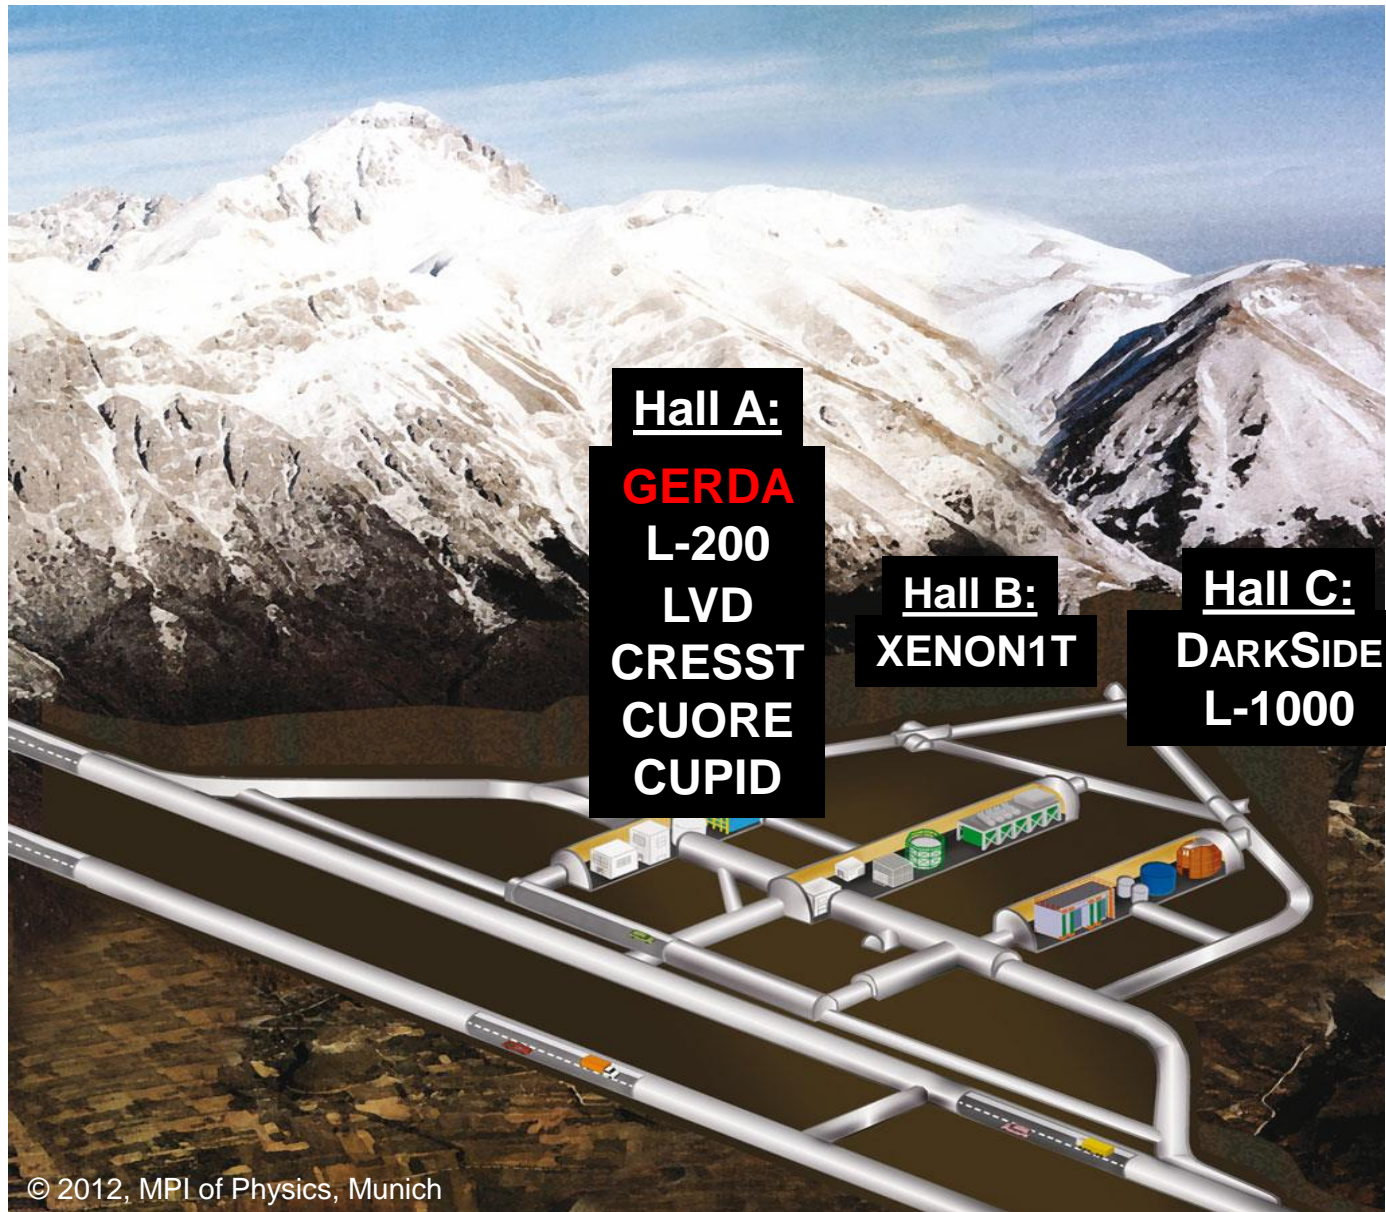 Hall A:
GERDA
L-200
LVD
CRESST
CUORE
CUPID
Hall B:
XENON1T
Hall C:
DARKSIDE
L-1000
© 2012, MPI of Physics, Munich